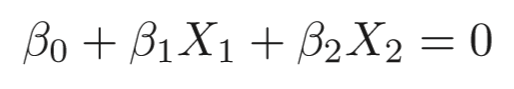 β₀ + β₁X₁ + β₂X₂ = 0